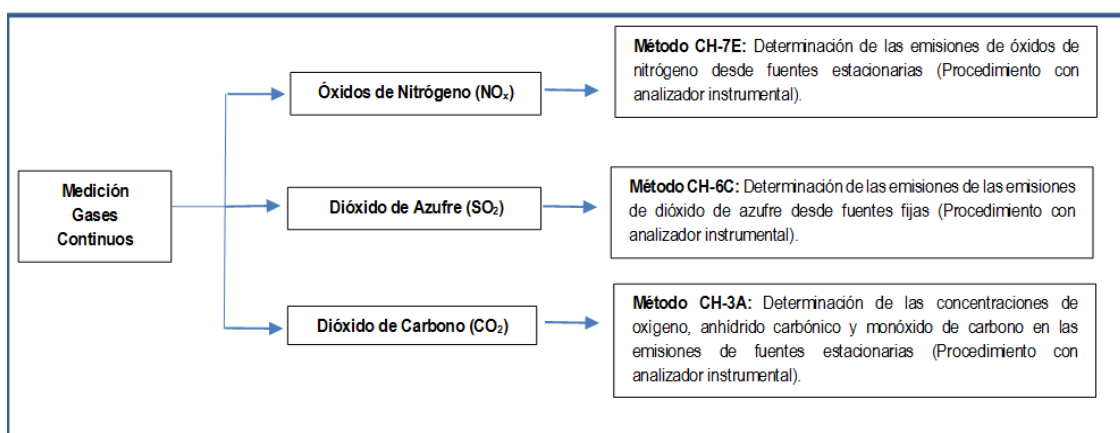 Método CH-7E: Determinación de las emisiones de óxidos de
nitrógeno desde fuentes estacionarias (Procedimiento con
analizador instrumental).
Óxidos de Nitrógeno (NOₓ)
Medición
Gases
Continuos
Método CH-6C: Determinación de las emisiones de las emisiones
de dióxido de azufre desde fuentes fijas (Procedimiento con
analizador instrumental).
Dióxido de Azufre (SO₂)
Método CH-3A: Determinación de las concentraciones de
oxígeno, anhídrido carbónico y monóxido de carbono en las
emisiones de fuentes estacionarias (Procedimiento con
analizador instrumental).
Dióxido de Carbono (CO₂)